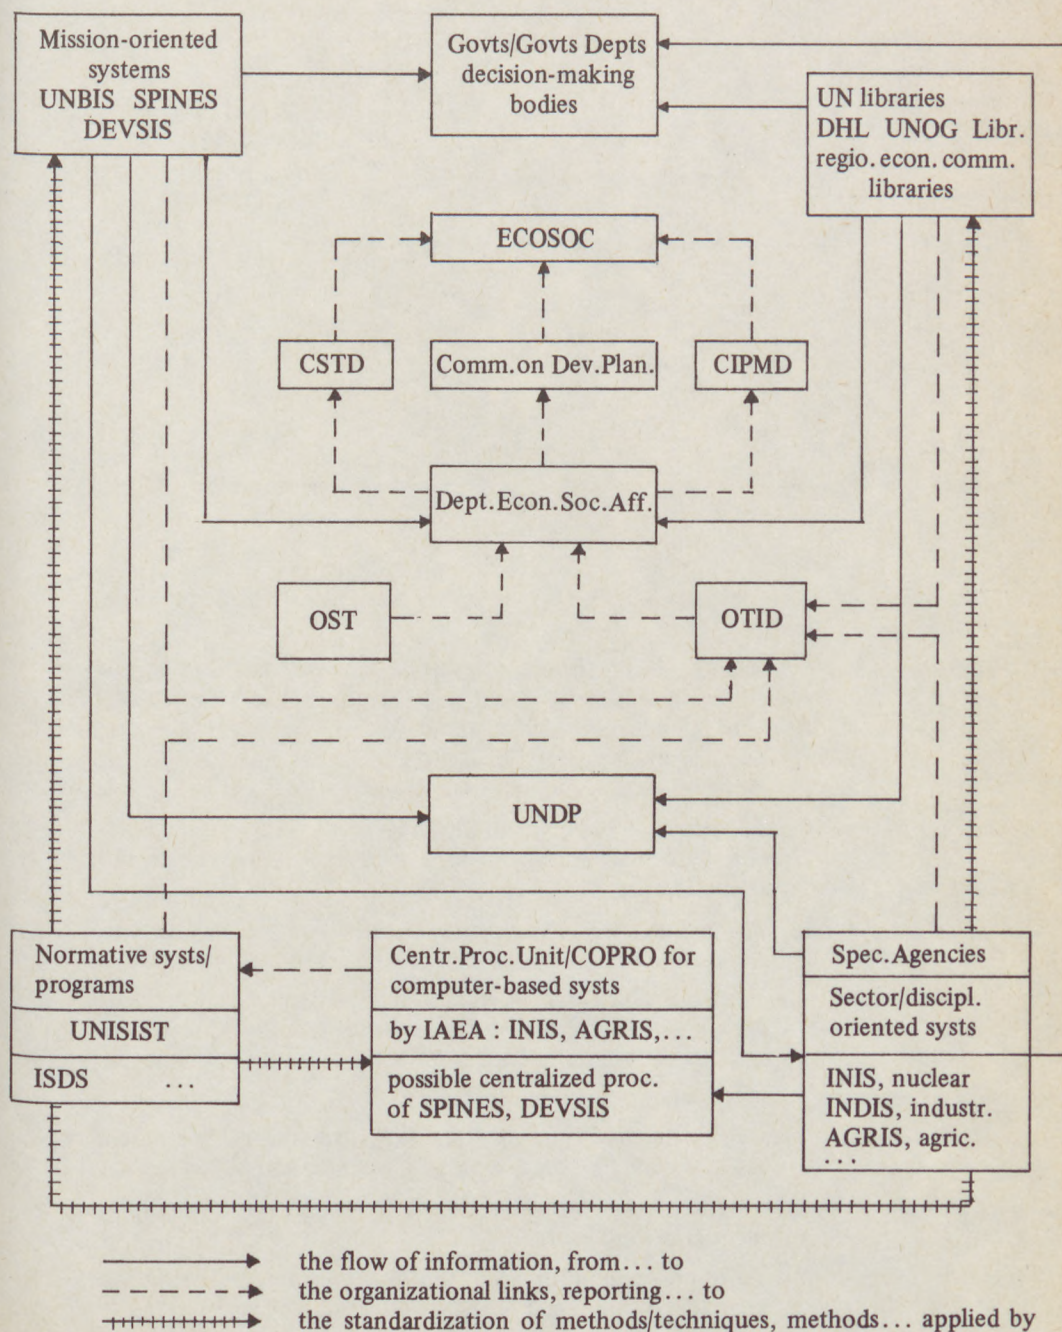 Mission-oriented
systems
UNBIS SPINES
DEVSIS
Govts/Govts Depts
decision-making
bodies
UN libraries
DHL UNOG Libr.
regio. econ. comm.
libraries
ECOSOC
CSTD
Comm. on Dev. Plan.
CIPMD
Dept. Econ. Soc. Aff.
OST
OTID
UNDP
Normative systs/
programs
UNISIST
ISDS ...
Centr. Proc. Unit/COPRO for
computer-based systs
by IAEA : INIS, AGRIS,...
possible centralized proc.
of SPINES, DEVSIS
Spec. Agencies
Sector/discipl.
oriented systs
INIS, nuclear
INDIS, industr.
AGRIS, agric.
...
the flow of information, from... to
the organizational links, reporting... to
the standardization of methods/techniques, methods... applied by